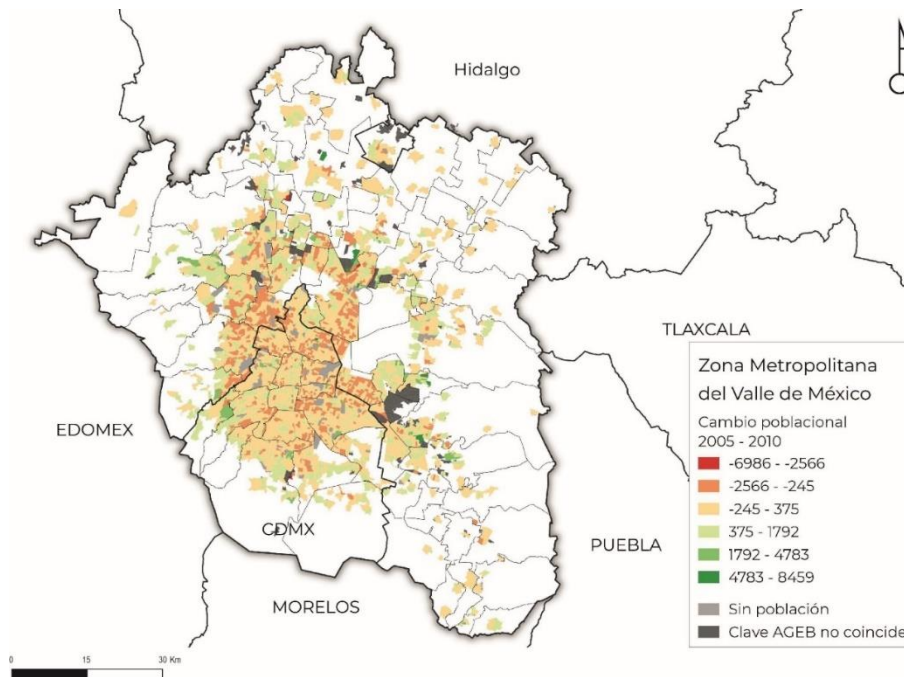 Hidalgo
TLAXCALA
EDOMEX
CDMX
PUEBLA
MORELOS
Zona Metropolitana
del Valle de México
Cambio poblacional
2005 - 2010
-6986 - -2566
-2566 - -245
-245 - 375
375 - 1792
1792 - 4783
4783 - 8459
Sin población
Clave AGEB no coincide
0 15 30 Km